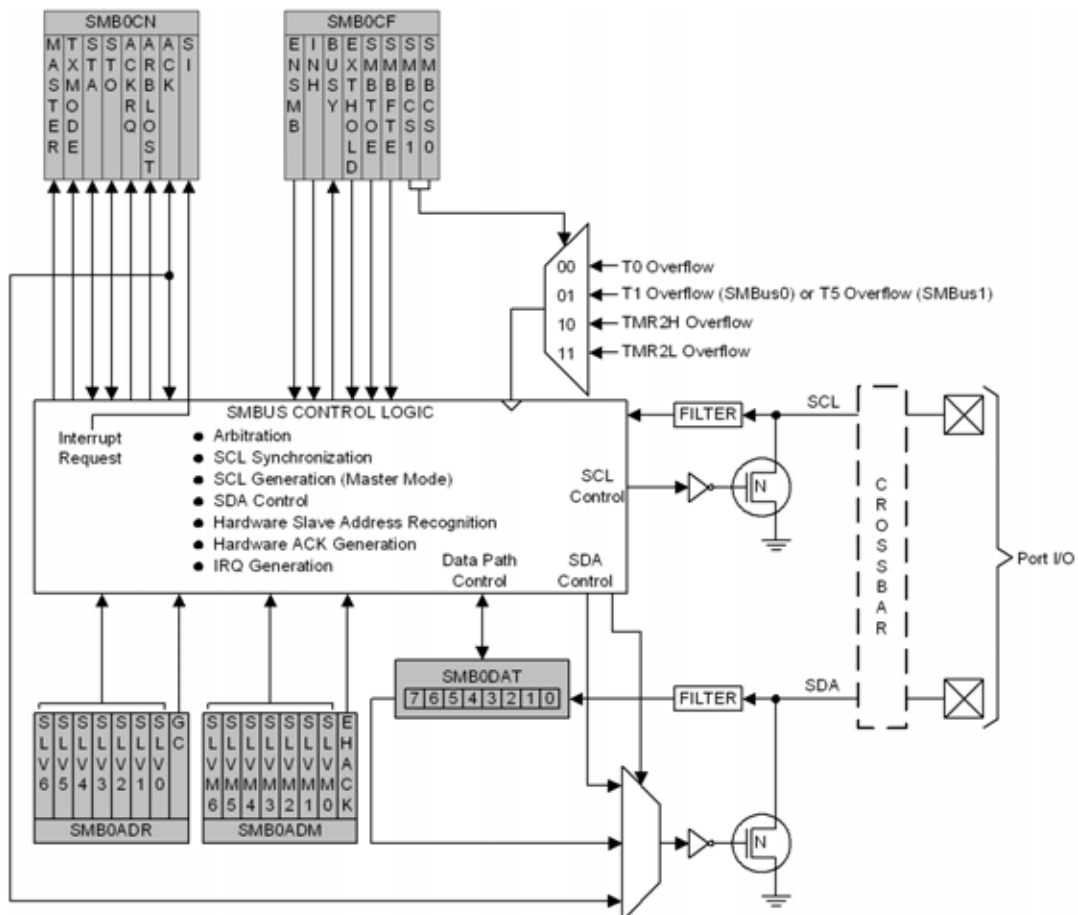 SMB0CN
MASTER
TXMODE
STA
STO
ACKRQ
ARBLOST
ACK
SI
SMB0CF
ENSMB
INH
BUSY
EXTHOLD
SMBTOE
SMBFTE
SMBCS1
SMBCS0
00
T0 Overflow
01
T1 Overflow (SMBus0) or T5 Overflow (SMBus1)
10
TMR2H Overflow
11
TMR2L Overflow
SMBUS CONTROL LOGIC
Interrupt
Request
● Arbitration
● SCL Synchronization
● SCL Generation (Master Mode)
● SDA Control
● Hardware Slave Address Recognition
● Hardware ACK Generation
● IRQ Generation
SCL
Control
Data Path
Control
SDA
Control
FILTER
SCL
N
CROSSBAR
Port I/O
SMB0DAT
7 6 5 4 3 2 1 0
FILTER
SDA
N
SLV6
SLV5
SLV4
SLV3
SLV2
SLV1
SLV0
GC
SMB0ADR
SLVM6
SLVM5
SLVM4
SLVM3
SLVM2
SLVM1
SLVM0
EHACK
SMB0ADM